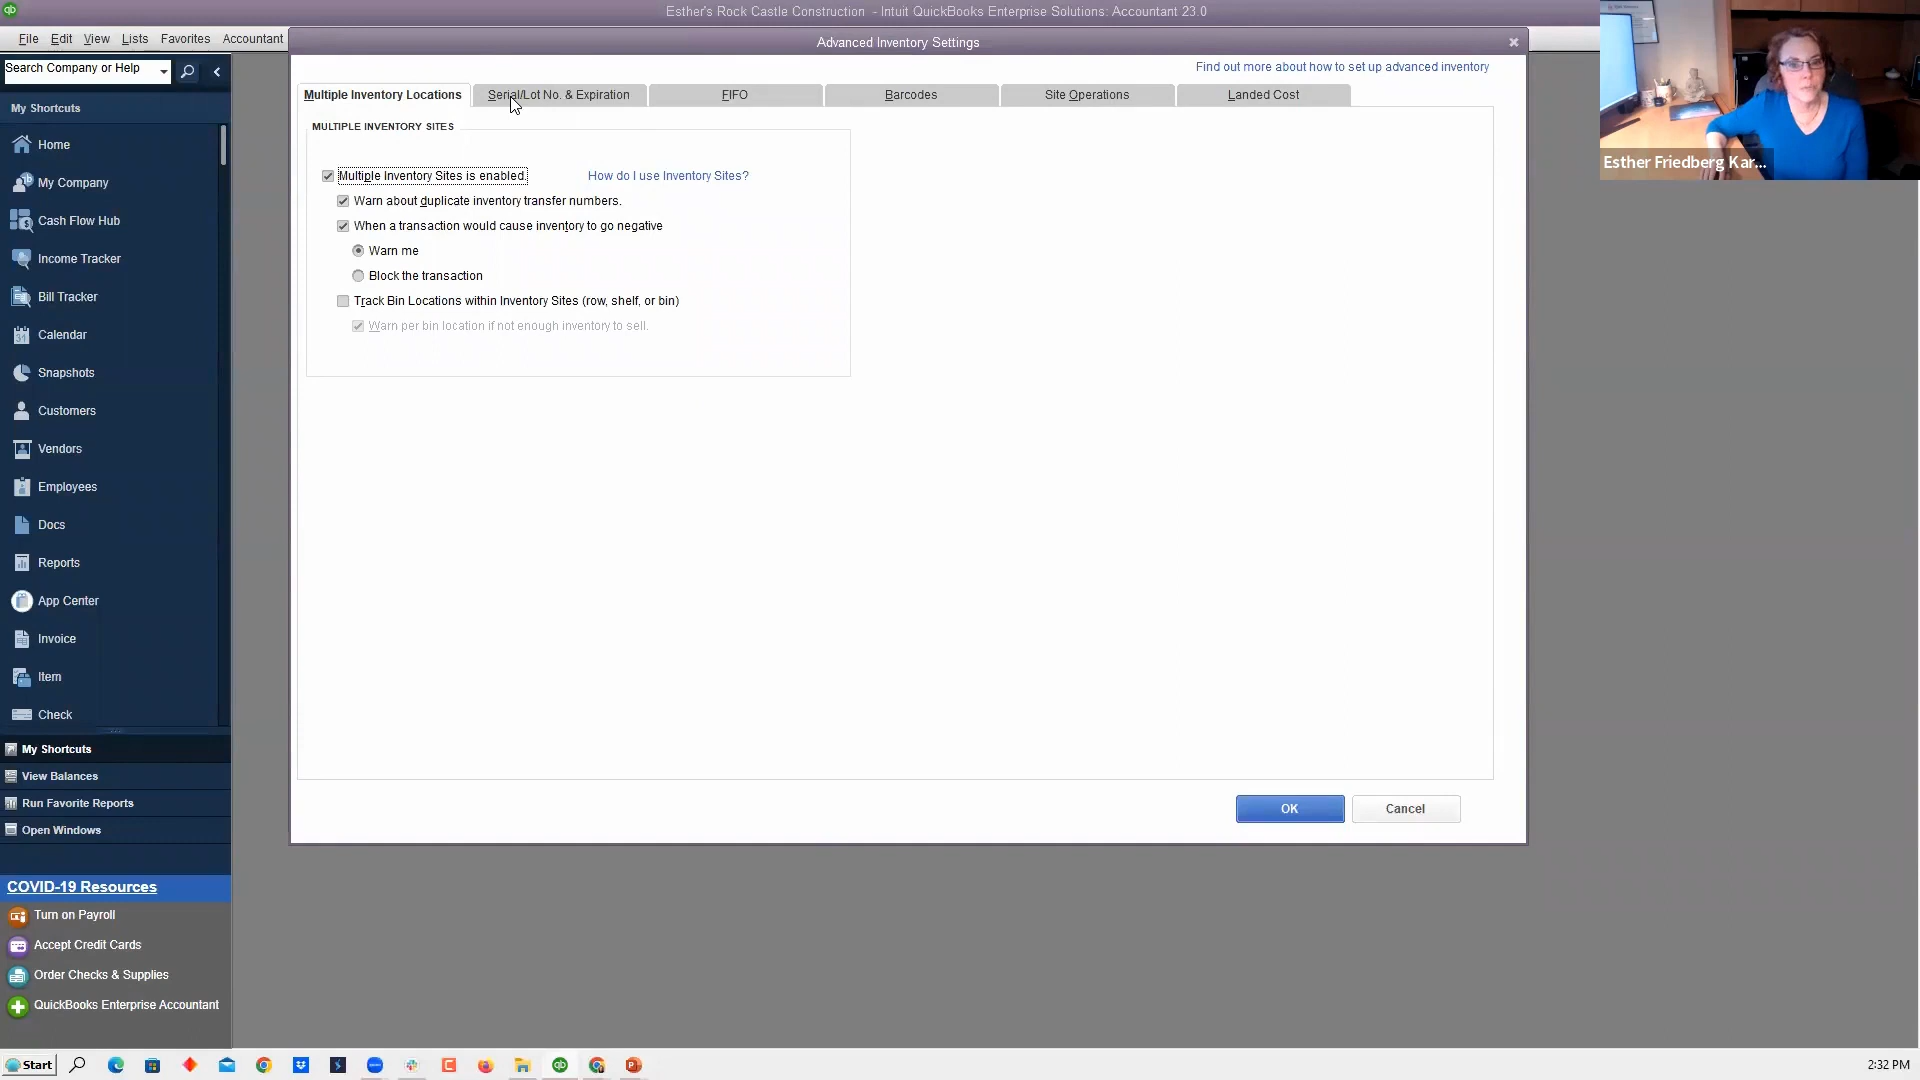 Esther's Rock Castle Construction - Intuit QuickBooks Enterprise Solutions: Accountant 23.0
File Edit View Lists Favorites Accountant
Advanced Inventory Settings
Search Company or Help
Find out more about how to set up advanced inventory
Multiple Inventory Locations
Serial/Lot No. & Expiration
FIFO
Barcodes
Site Operations
Landed Cost
MULTIPLE INVENTORY SITES
Multiple Inventory Sites is enabled.
How do I use Inventory Sites?
Warn about duplicate inventory transfer numbers.
When a transaction would cause inventory to go negative
Warn me
Block the transaction
Track Bin Locations within Inventory Sites (row, shelf, or bin)
Warn per bin location if not enough inventory to sell.
OK
Cancel
My Shortcuts
Home
My Company
Cash Flow Hub
Income Tracker
Bill Tracker
Calendar
Snapshots
Customers
Vendors
Employees
Docs
Reports
App Center
Invoice
Item
Check
My Shortcuts
View Balances
Run Favorite Reports
Open Windows
COVID-19 Resources
Turn on Payroll
Accept Credit Cards
Order Checks & Supplies
QuickBooks Enterprise Accountant
Esther Friedberg Kar...
Start
2:32 PM